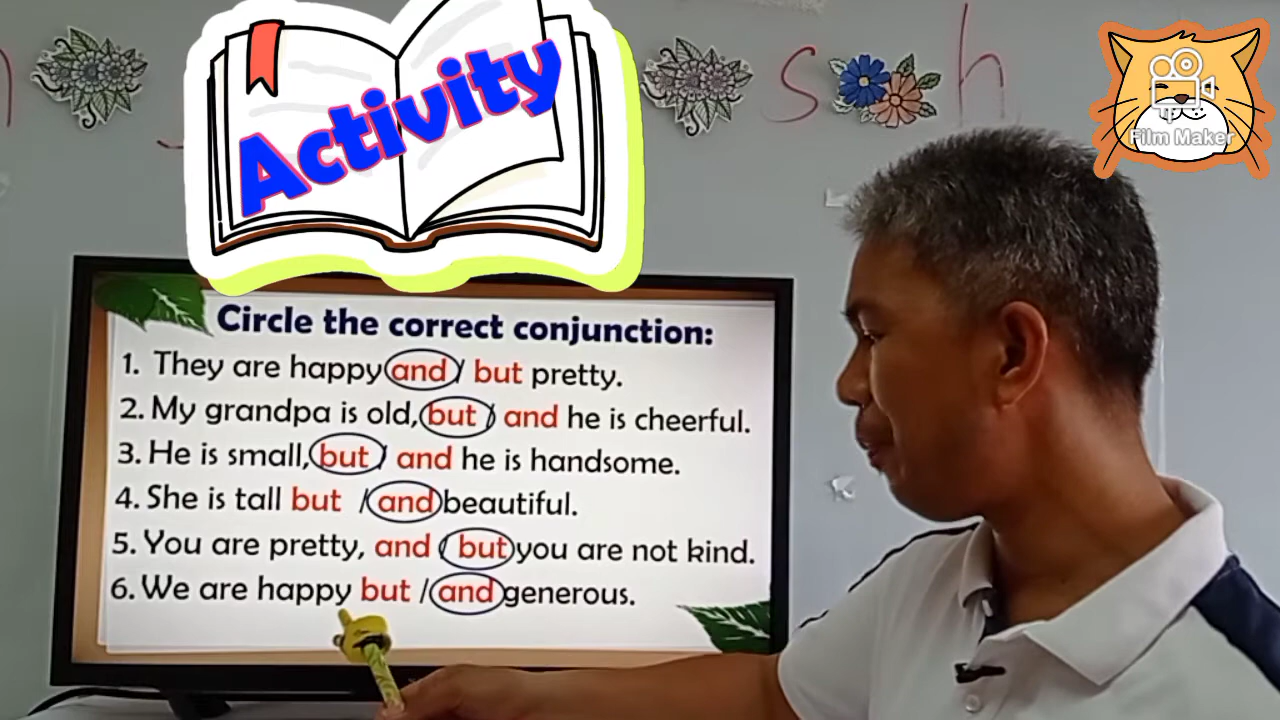 s h
Activity
Film Maker
Circle the correct conjunction:
1. They are happy and / but pretty.
2. My grandpa is old, but / and he is cheerful.
3. He is small, but / and he is handsome.
4. She is tall but / and beautiful.
5. You are pretty, and / but you are not kind.
6. We are happy but / and generous.